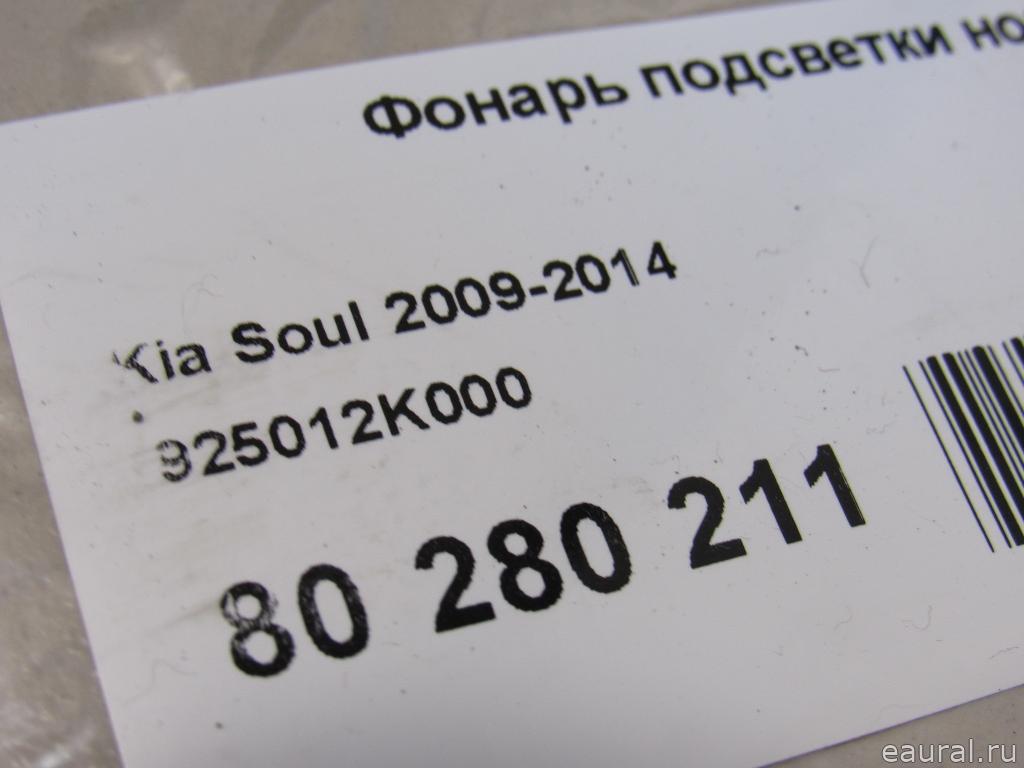 Фонарь подсветки но
Kia Soul 2009-2014
925012K000
80 280 211
eaural.ru